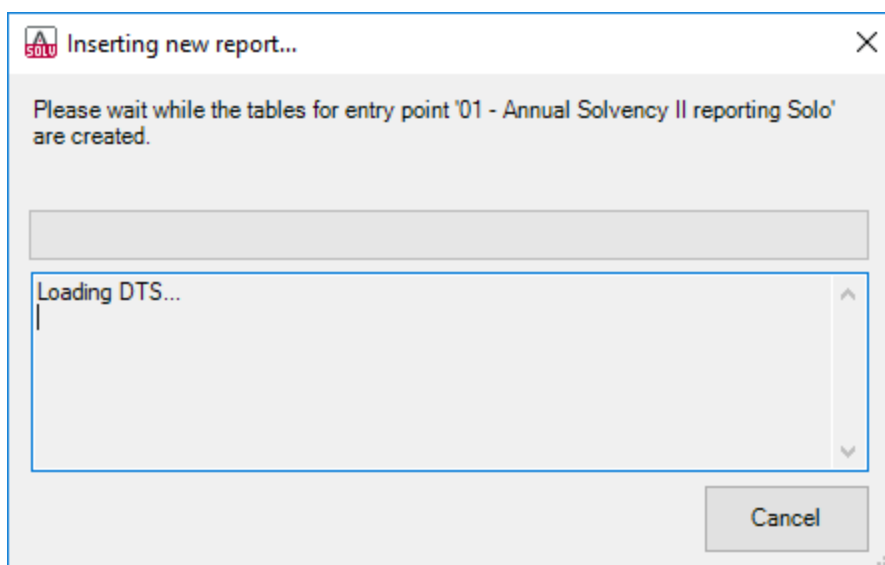 SOLV Inserting new report...
Please wait while the tables for entry point '01 - Annual Solvency II reporting Solo'
are created.
Loading DTS...
Cancel